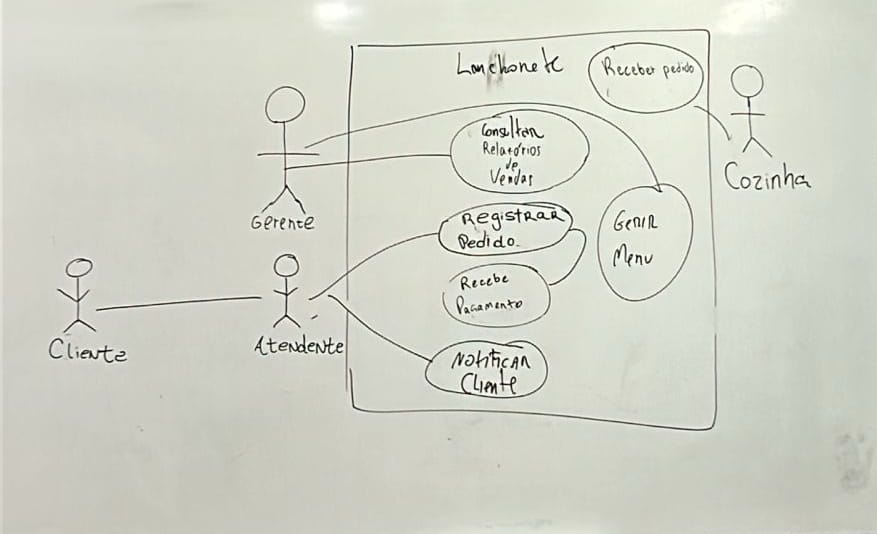 Lanchonete
Receber pedido
Consultar
Relatórios
de
Vendas
Cozinha
Gerente
Registrar
Pedido.
Gerir
Menu
Recebe
Pagamento
Cliente
Atendente
Notificar
Cliente